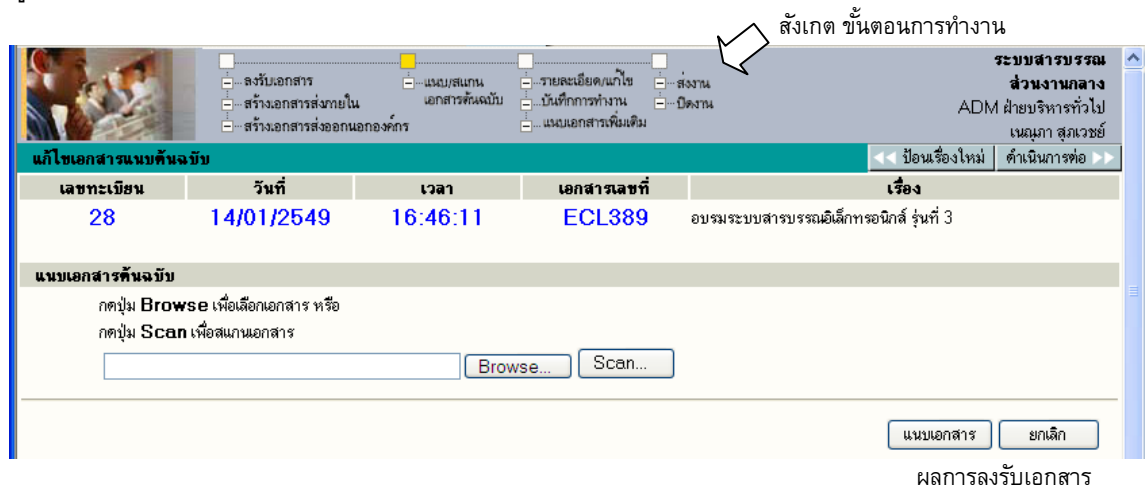 สังเกต ขั้นตอนการทำงาน
ลงรับเอกสาร
สร้างเอกสารส่งภายใน
สร้างเอกสารส่งออกนอกองค์กร
แนบ/สแกน
เอกสารต้นฉบับ
รายละเอียด/แก้ไข
บันทึกการทำงาน
แนบเอกสารเพิ่มเติม
ส่งงาน
ปิดงาน
ระบบสารบรรณ
ส่วนงานกลาง
ADM ฝ่ายบริหารทั่วไป
เนณุภา สุภเวชย์
แก้ไขเอกสารแนบต้นฉบับ
ป้อนเรื่องใหม่ ดำเนินการต่อ
เลขทะเบียน วันที่ เวลา เอกสารเลขที่ เรื่อง
28 14/01/2549 16:46:11 ECL389 อบรมระบบสารบรรณอิเล็กทรอนิกส์ รุ่นที่ 3
แนบเอกสารต้นฉบับ
กดปุ่ม Browse เพื่อเลือกเอกสาร หรือ
กดปุ่ม Scan เพื่อสแกนเอกสาร
Browse... Scan...
แนบเอกสาร ยกเลิก
ผลการลงรับเอกสาร